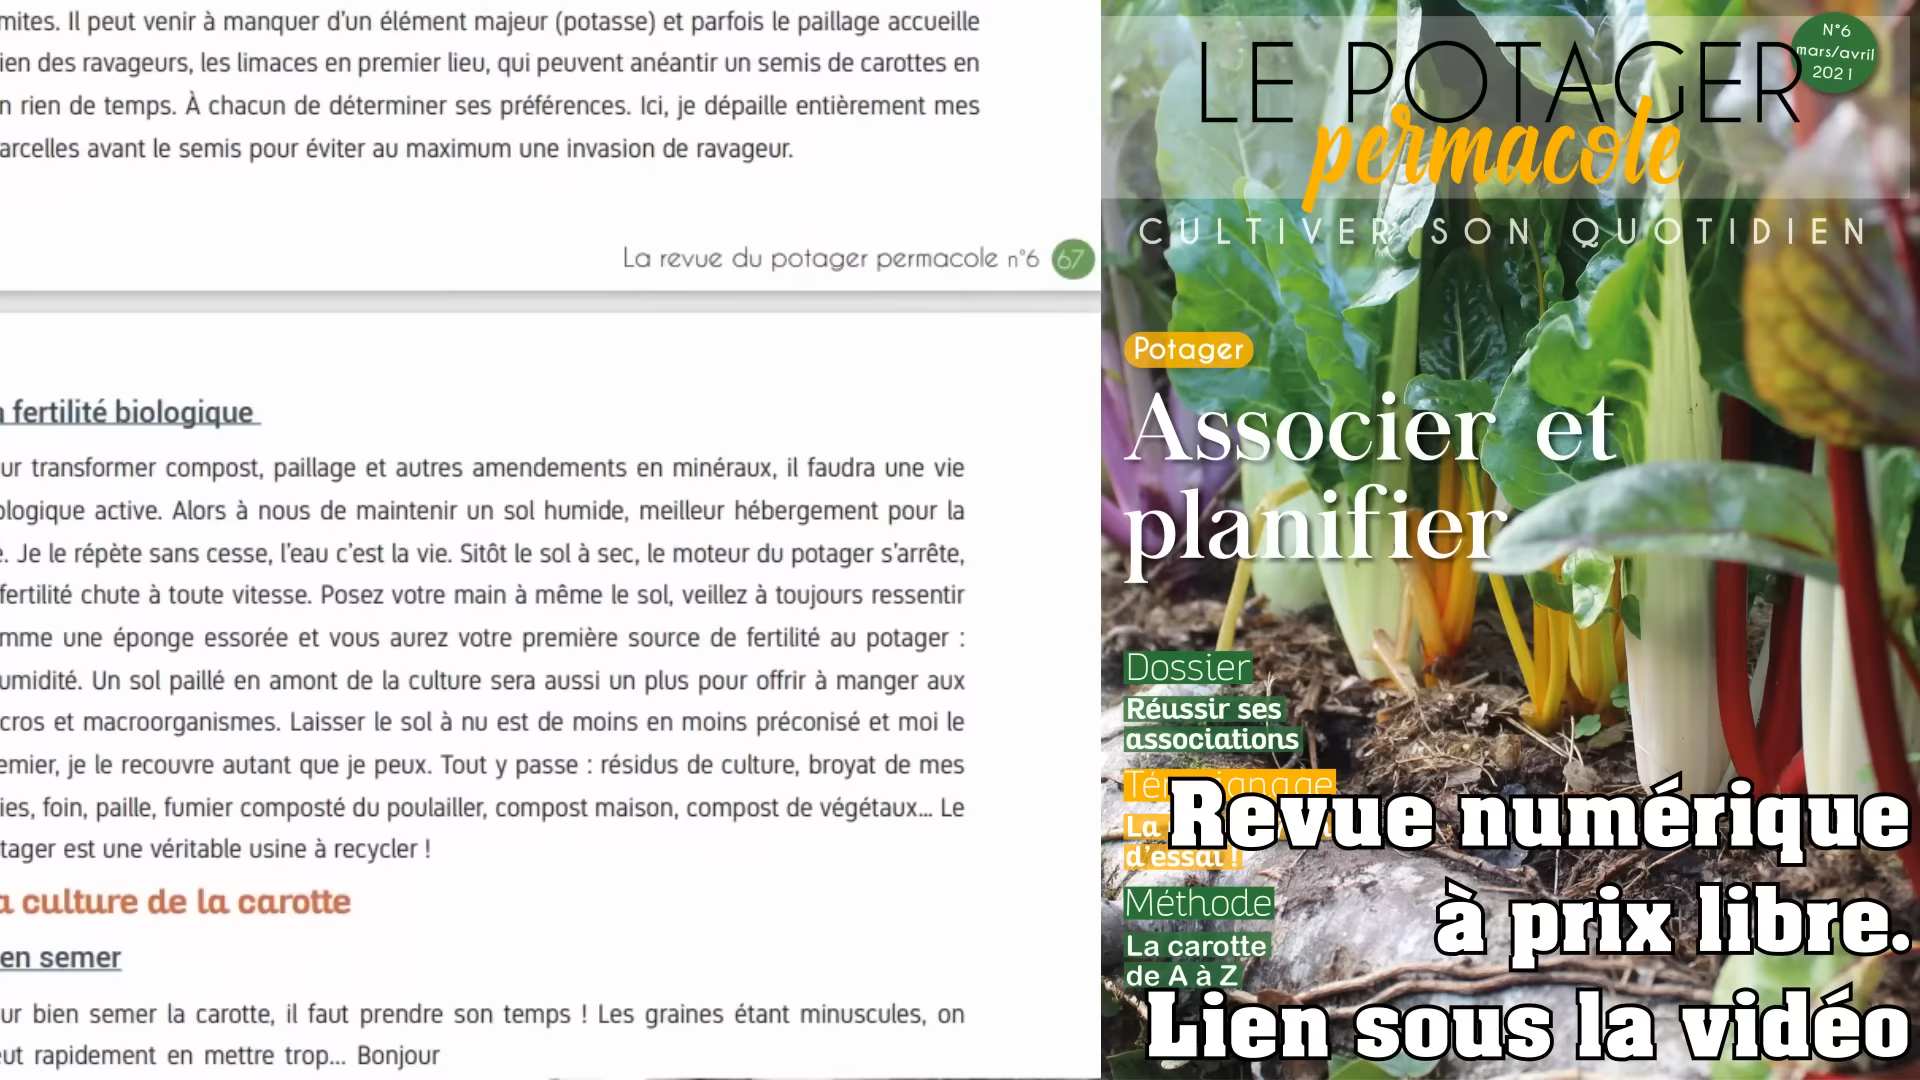 mites. Il peut venir à manquer d'un élément majeur (potasse) et parfois le paillage accueille
ien des ravageurs, les limaces en premier lieu, qui peuvent anéantir un semis de carottes en
n rien de temps. À chacun de déterminer ses préférences. Ici, je dépaille entièrement mes
arcelles avant le semis pour éviter au maximum une invasion de ravageur.
La revue du potager permacole n°6 67
a fertilité biologique
ur transformer compost, paillage et autres amendements en minéraux, il faudra une vie
ologique active. Alors à nous de maintenir un sol humide, meilleur hébergement pour la
e. Je le répète sans cesse, l'eau c'est la vie. Sitôt le sol à sec, le moteur du potager s'arrête,
fertilité chute à toute vitesse. Posez votre main à même le sol, veillez à toujours ressentir
mme une éponge essorée et vous aurez votre première source de fertilité au potager :
umidité. Un sol paillé en amont de la culture sera aussi un plus pour offrir à manger aux
cros et macroorganismes. Laisser le sol à nu est de moins en moins préconisé et moi le
emier, je le recouvre autant que je peux. Tout y passe : résidus de culture, broyat de mes
ies, foin, paille, fumier composté du poulailler, compost maison, compost de végétaux... Le
tager est une véritable usine à recycler !
a culture de la carotte
en semer
ur bien semer la carotte, il faut prendre son temps ! Les graines étant minuscules, on
eut rapidement en mettre trop... Bonjour
N°6
mars/avril
2021
LE POTAGER
permacole
CULTIVER SON QUOTIDIEN
Potager
Associer et
planifier
Dossier
Réussir ses
associations
Témoignage
La
d'essai !
Méthode
La carotte
de A à Z
Revue numérique
à prix libre.
Lien sous la vidéo